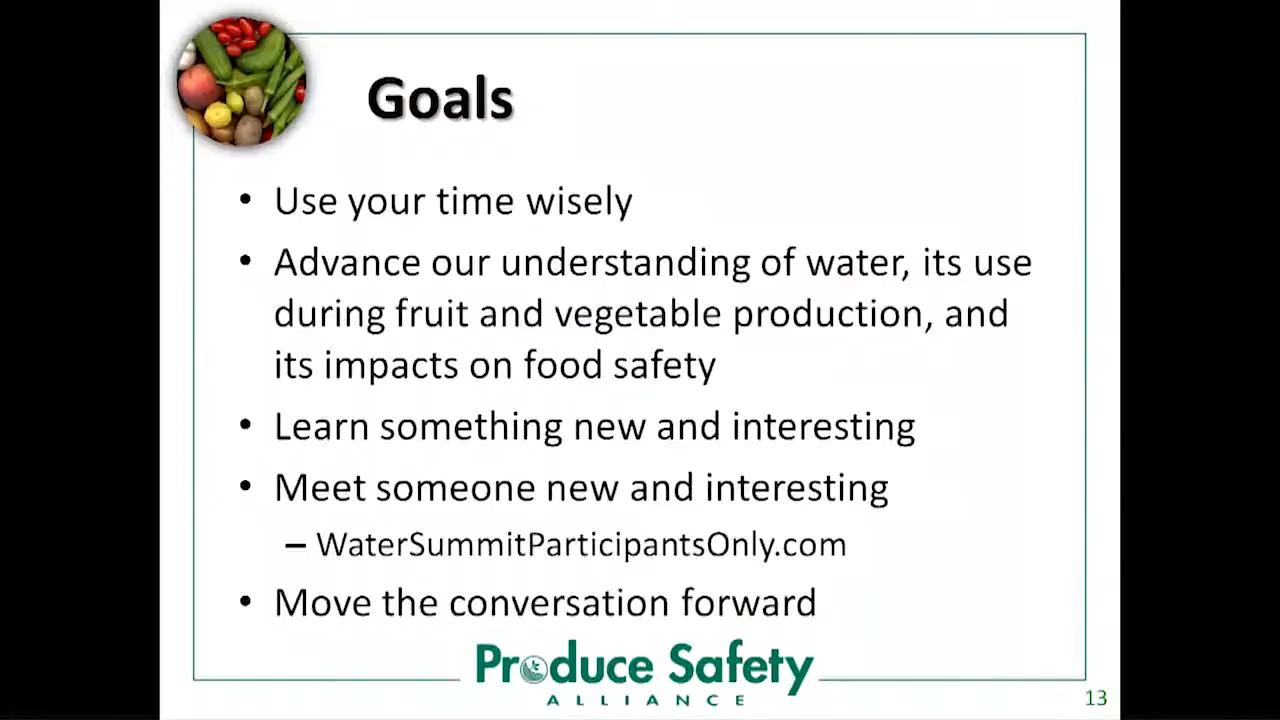 Goals
• Use your time wisely
• Advance our understanding of water, its use
during fruit and vegetable production, and
its impacts on food safety
• Learn something new and interesting
• Meet someone new and interesting
– WaterSummitParticipantsOnly.com
• Move the conversation forward
Produce Safety
ALLIANCE
13